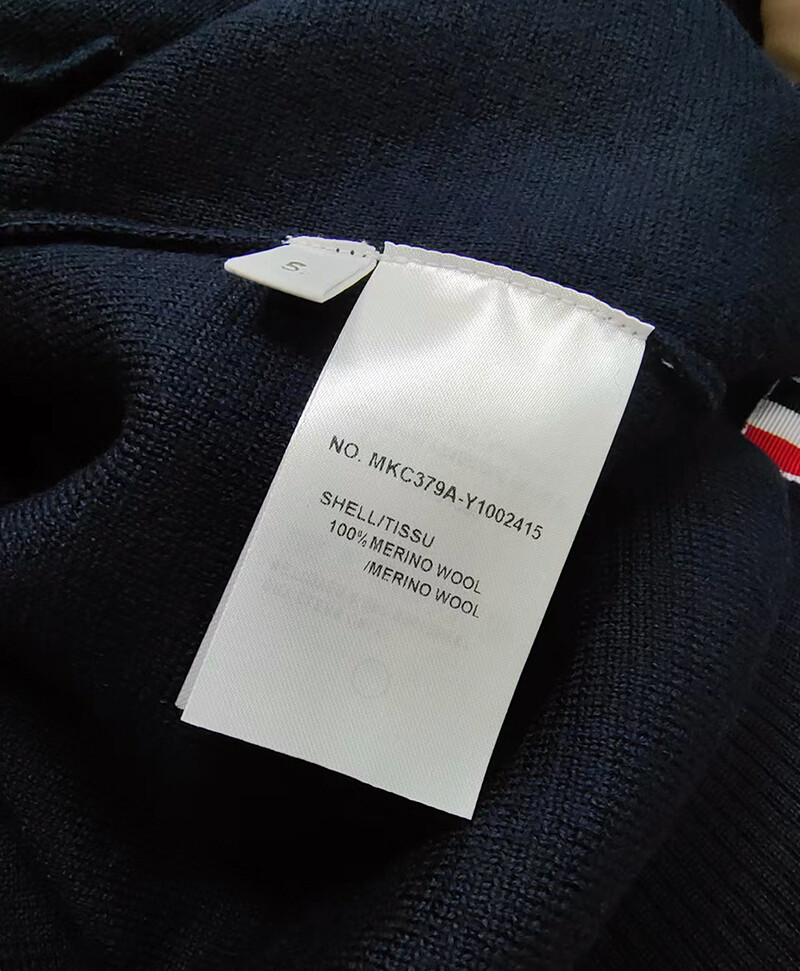 S.
NO. MKC379A-Y1002415
SHELL/TISSU
100% MERINO WOOL
/MERINO WOOL